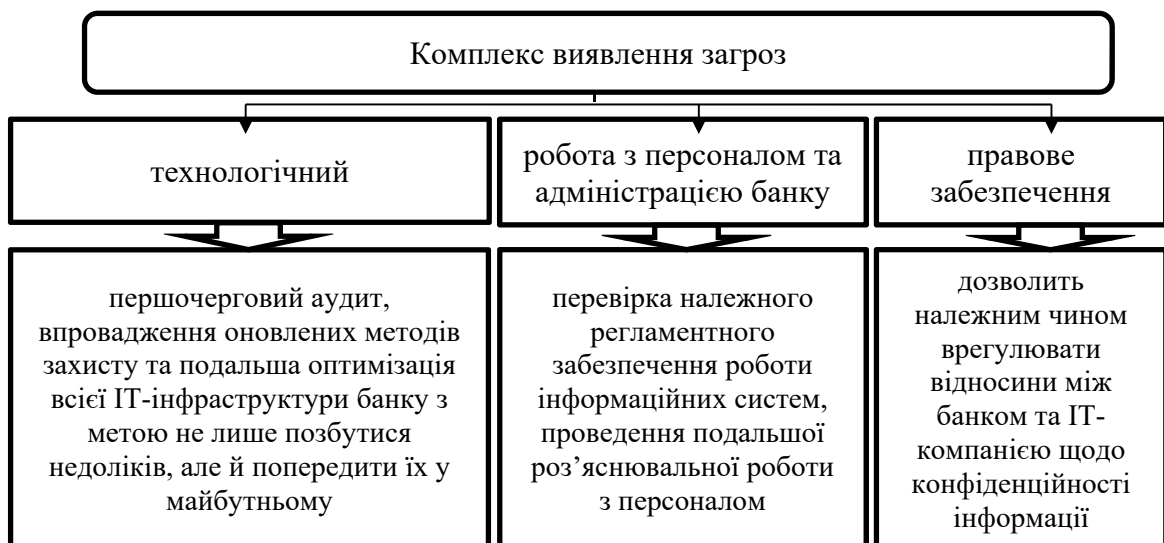 Комплекс виявлення загроз
технологічний
робота з персоналом та
адміністрацією банку
правове
забезпечення
першочерговий аудит,
впровадження оновлених методів
захисту та подальша оптимізація
всієї ІТ-інфраструктури банку з
метою не лише позбутися
недоліків, але й попередити їх у
майбутньому
перевірка належного
регламентного
забезпечення роботи
інформаційних систем,
проведення подальшої
роз’яснювальної роботи
з персоналом
дозволить
належним чином
врегулювати
відносини між
банком та ІТ-
компанією щодо
конфіденційності
інформації